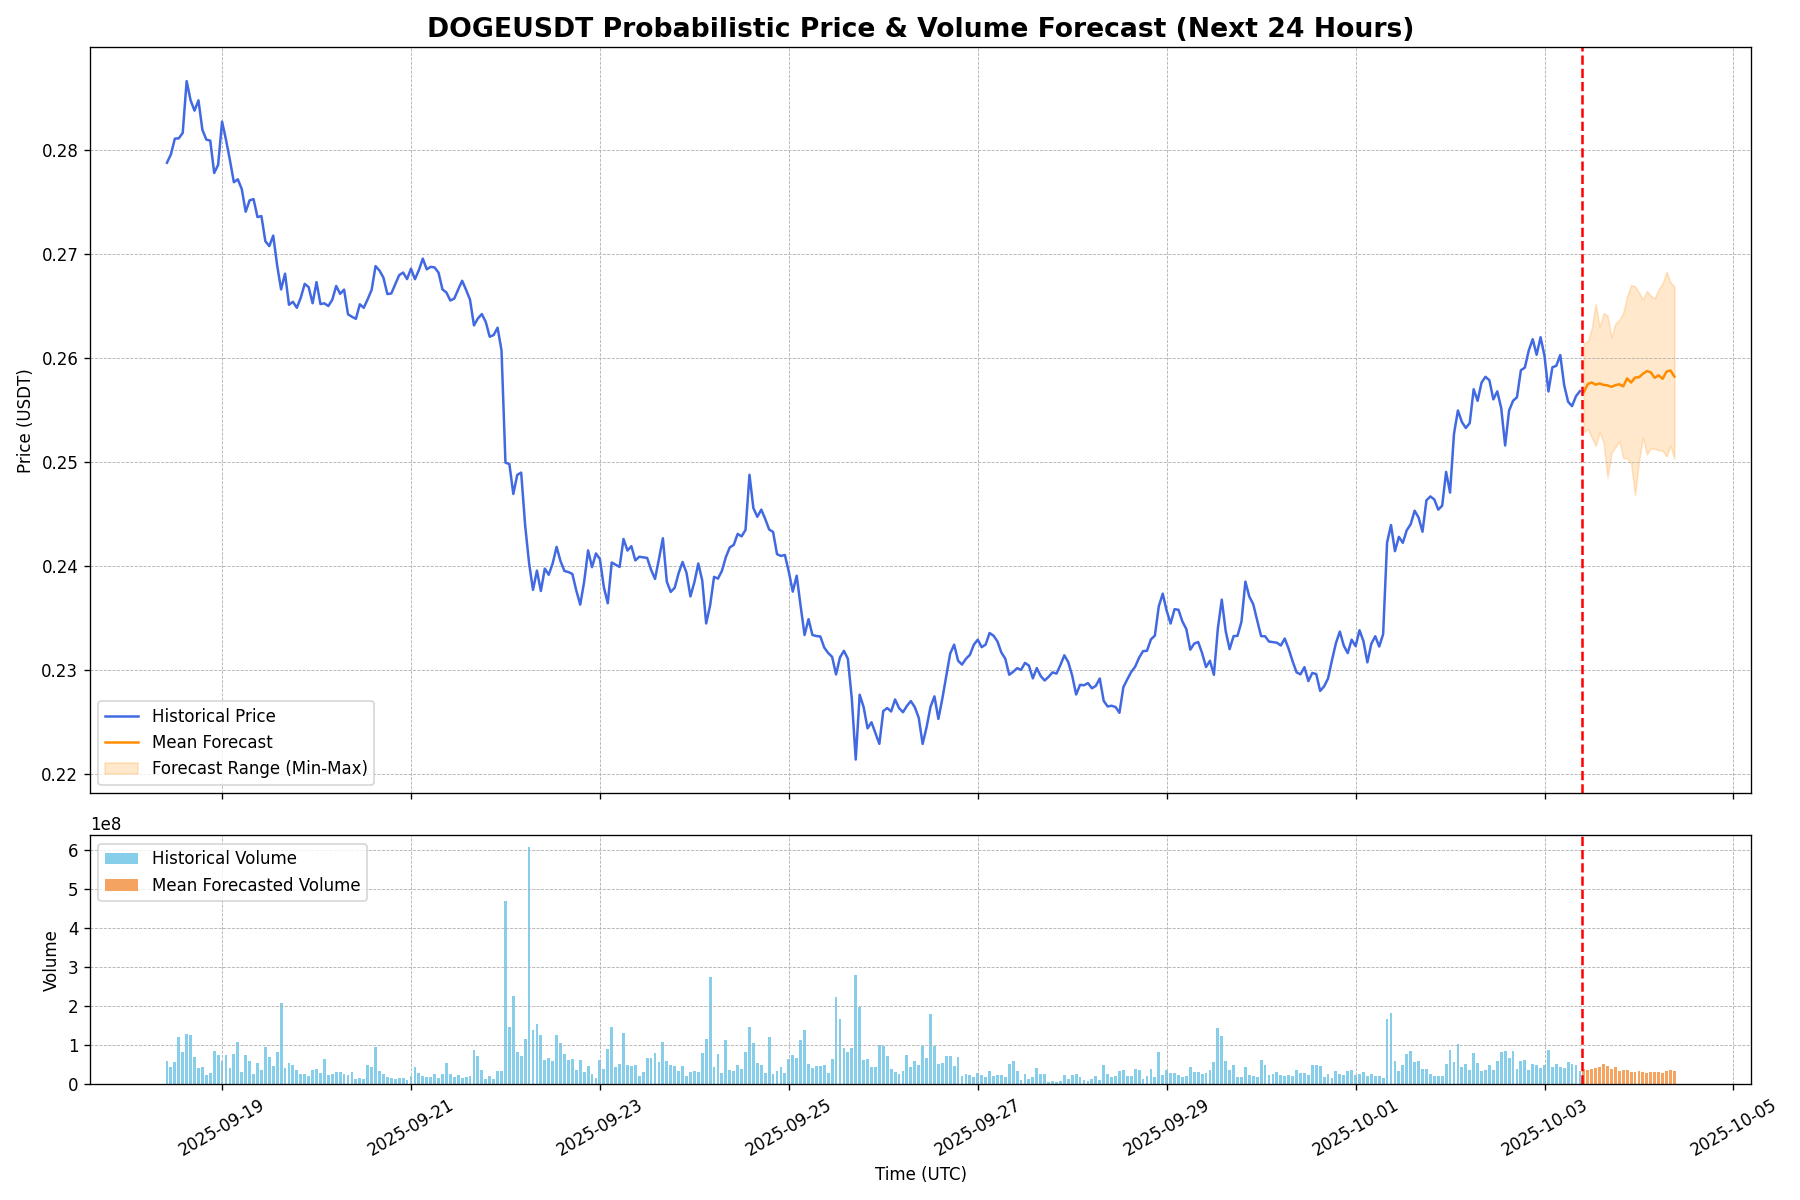 DOGEUSDT Probabilistic Price & Volume Forecast (Next 24 Hours)
Price (USDT)
0.28
0.27
0.26
0.25
0.24
0.23
0.22
Historical Price
Mean Forecast
Forecast Range (Min-Max)
1e8
Volume
6
5
4
3
2
1
0
Historical Volume
Mean Forecasted Volume
2025-09-19
2025-09-21
2025-09-23
2025-09-25
2025-09-27
2025-09-29
2025-10-01
2025-10-03
2025-10-05
Time (UTC)